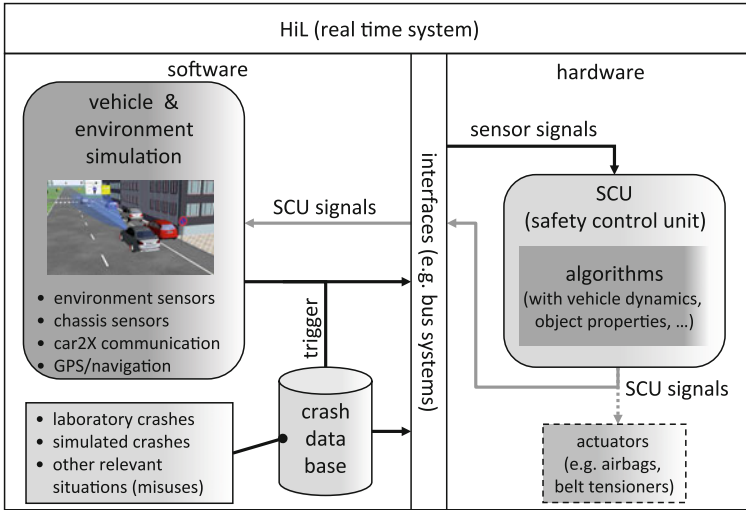 HiL (real time system)
software
vehicle &
environment
simulation
• environment sensors
• chassis sensors
• car2X communication
• GPS/navigation
SCU signals
trigger
• laboratory crashes
• simulated crashes
• other relevant
situations (misuses)
crash
data
base
interfaces (e.g. bus systems)
hardware
sensor signals
SCU
(safety control unit)
algorithms
(with vehicle dynamics,
object properties, ...)
SCU signals
actuators
(e.g. airbags,
belt tensioners)